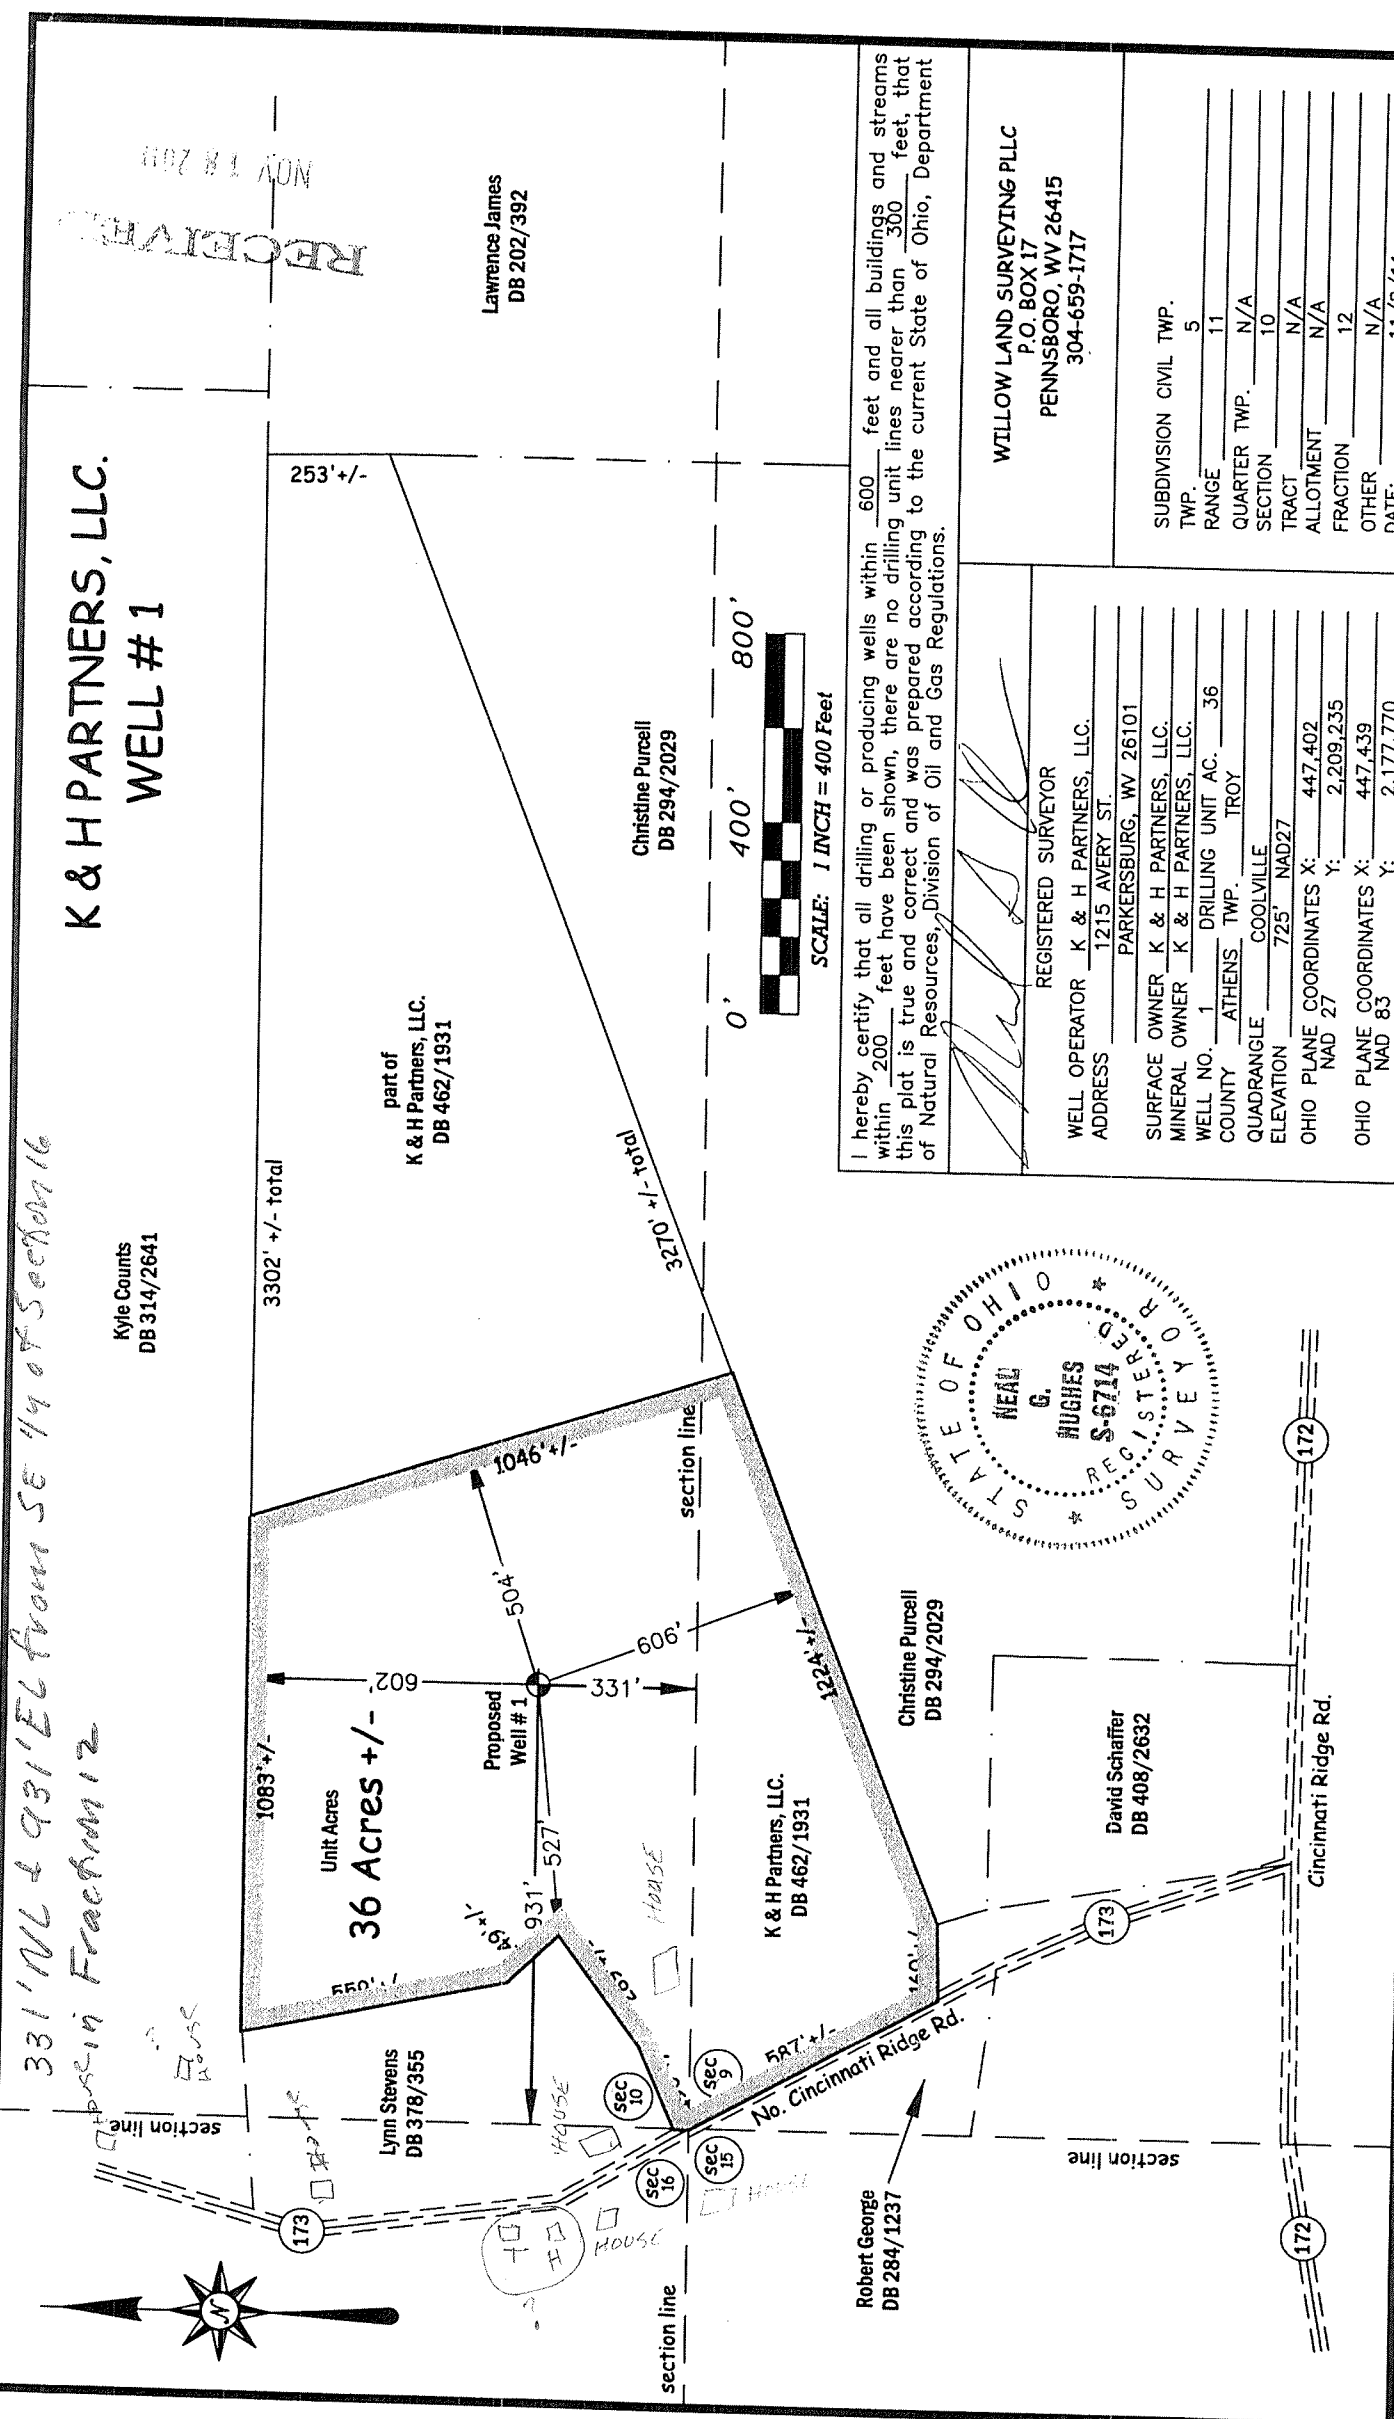 331' NL & 931' EL from SE 1/4 of Section 16
in Fraction 12
K & H PARTNERS, LLC.
WELL # 1
RECEIVE
NOV 18 2011
Kyle Counts
DB 314/2641
3302' +/- total
253'+/-
Lawrence James
DB 202/392
part of
K & H Partners, LLC.
DB 462/1931
3270' +/- total
Christine Purcell
DB 294/2029
1083'+/-
Unit Acres
36 Acres +/-
Proposed
Well # 1
602'
504'
1046'+/-
606'
331'
527'
931'
1224'+/-
section line
K & H Partners, LLC.
DB 462/1931
587'+/-
HOUSE
HOUSE
HOUSE
HOUSE
HOUSE
section line
Lynn Stevens
DB 378/355
173
N
T
H
sec
10
sec
9
sec
16
sec
15
section line
No. Cincinnati Ridge Rd.
Robert George
DB 284/1237
section line
Christine Purcell
DB 294/2029
David Schaffer
DB 408/2632
173
172
172
Cincinnati Ridge Rd.
STATE OF OHIO
NEAL
G.
HUGHES
S-6714
REGISTERED
SURVEYOR
0' 400' 800'
SCALE: 1 INCH = 400 Feet
I hereby certify that all drilling or producing wells within 600 feet and all buildings and streams
within 200 feet have been shown, there are no drilling unit lines nearer than 300 feet, that
this plat is true and correct and was prepared according to the current State of Ohio, Department
of Natural Resources, Division of Oil and Gas Regulations.
REGISTERED SURVEYOR
WILLOW LAND SURVEYING PLLC
P.O. BOX 17
PENNSBORO, WV 26415
304-659-1717
WELL OPERATOR K & H PARTNERS, LLC.
ADDRESS 1215 AVERY ST.
PARKERSBURG, WV 26101
SURFACE OWNER K & H PARTNERS, LLC.
MINERAL OWNER K & H PARTNERS, LLC.
WELL NO. 1 DRILLING UNIT AC. 36
COUNTY ATHENS TWP. TROY
QUADRANGLE COOLVILLE
ELEVATION 725' NAD27
OHIO PLANE COORDINATES X: 447,402
NAD 27 Y: 2,209,235
OHIO PLANE COORDINATES X: 447,439
NAD 83 Y: 2,177,770
SUBDIVISION CIVIL TWP.
TWP. 5
RANGE 11
QUARTER TWP. N/A
SECTION 10
TRACT N/A
ALLOTMENT N/A
FRACTION 12
OTHER N/A
DATE: